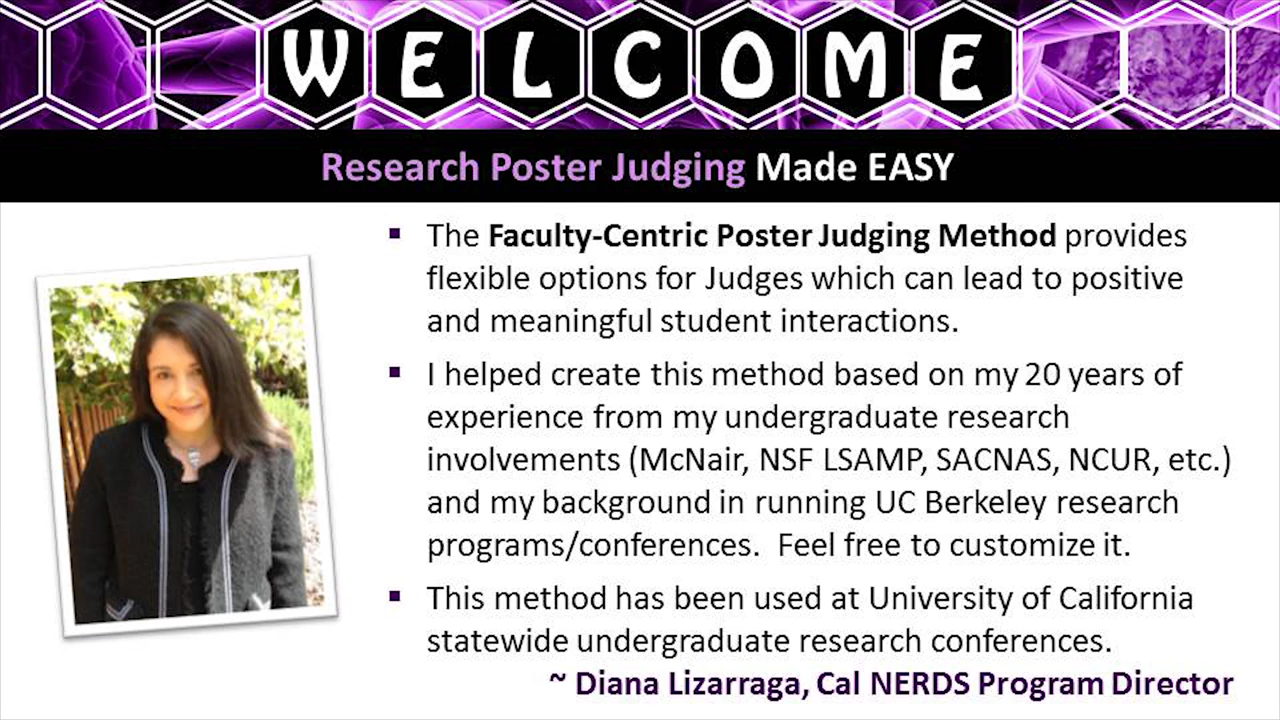 WELCOME
Research Poster Judging Made EASY
▪ The Faculty-Centric Poster Judging Method provides
flexible options for Judges which can lead to positive
and meaningful student interactions.
▪ I helped create this method based on my 20 years of
experience from my undergraduate research
involvements (McNair, NSF LSAMP, SACNAS, NCUR, etc.)
and my background in running UC Berkeley research
programs/conferences.  Feel free to customize it.
▪ This method has been used at University of California
statewide undergraduate research conferences.
~ Diana Lizarraga, Cal NERDS Program Director